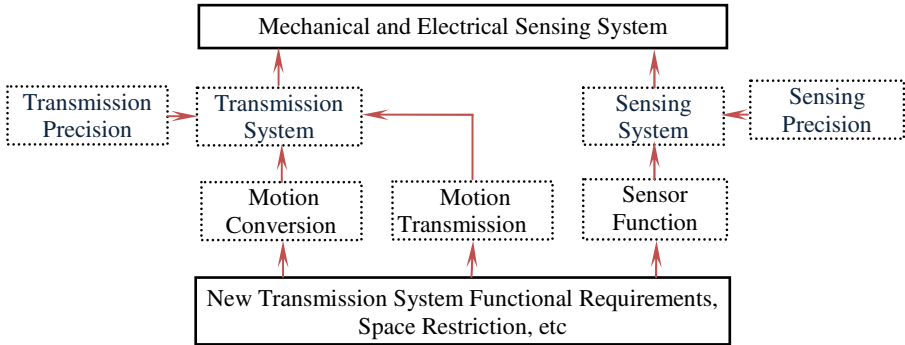 Mechanical and Electrical Sensing System
Transmission
Precision
Transmission
System
Sensing
System
Sensing
Precision
Motion
Conversion
Motion
Transmission
Sensor
Function
New Transmission System Functional Requirements,
Space Restriction, etc